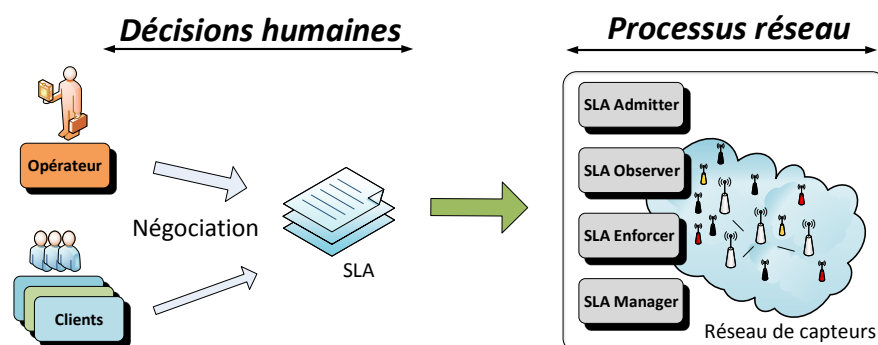 Décisions humaines
Processus réseau
Opérateur
Négociation
Clients
SLA
SLA Admitter
SLA Observer
SLA Enforcer
SLA Manager
Réseau de capteurs